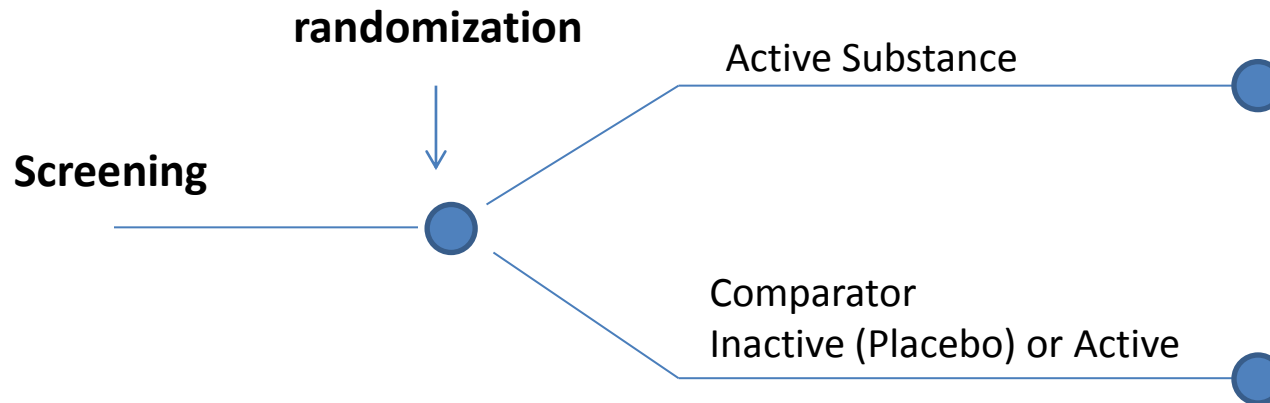 randomization
Active Substance
Screening
Comparator
Inactive (Placebo) or Active